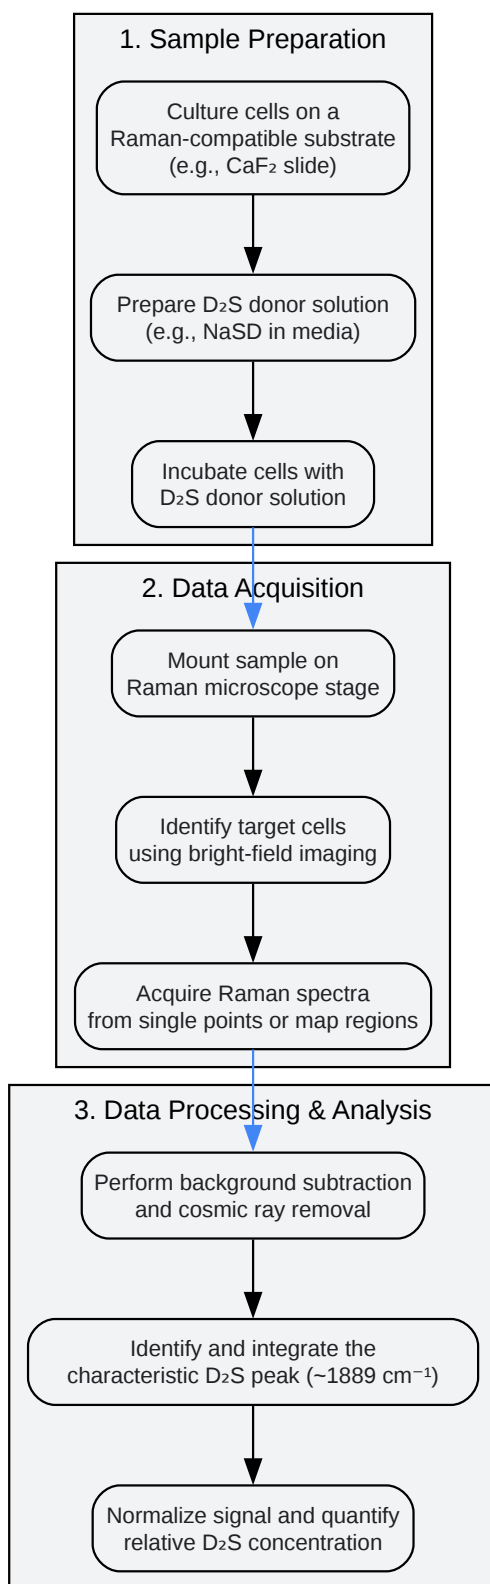 1. Sample Preparation
Culture cells on a
Raman-compatible substrate
(e.g., CaF₂ slide)
Prepare D₂S donor solution
(e.g., NaSD in media)
Incubate cells with
D₂S donor solution
2. Data Acquisition
Mount sample on
Raman microscope stage
Identify target cells
using bright-field imaging
Acquire Raman spectra
from single points or map regions
3. Data Processing & Analysis
Perform background subtraction
and cosmic ray removal
Identify and integrate the
characteristic D₂S peak (~1889 cm⁻¹)
Normalize signal and quantify
relative D₂S concentration